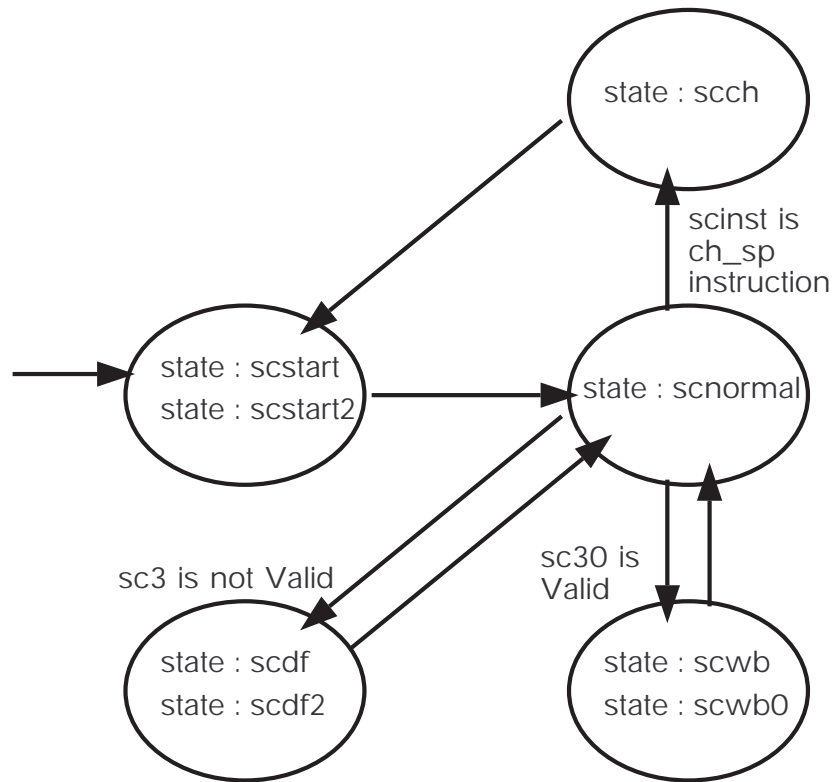 state : scch
scinst is
ch_sp
instruction
state : scstart
state : scstart2
state : scnormal
sc3 is not Valid
sc30 is
Valid
state : scdf
state : scdf2
state : scwb
state : scwb0